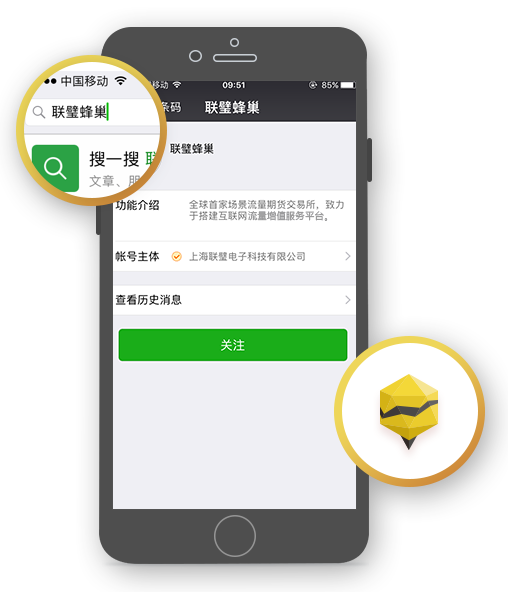 中国移动
联璧蜂巢
搜一搜 联
文章、服
移动
09:51
85%
条码
联璧蜂巢
联璧蜂巢
功能介绍
全球首家场景流量期货交易所，致力
于搭建互联网流量增值服务平台。
帐号主体
上海联璧电子科技有限公司
查看历史消息
关注